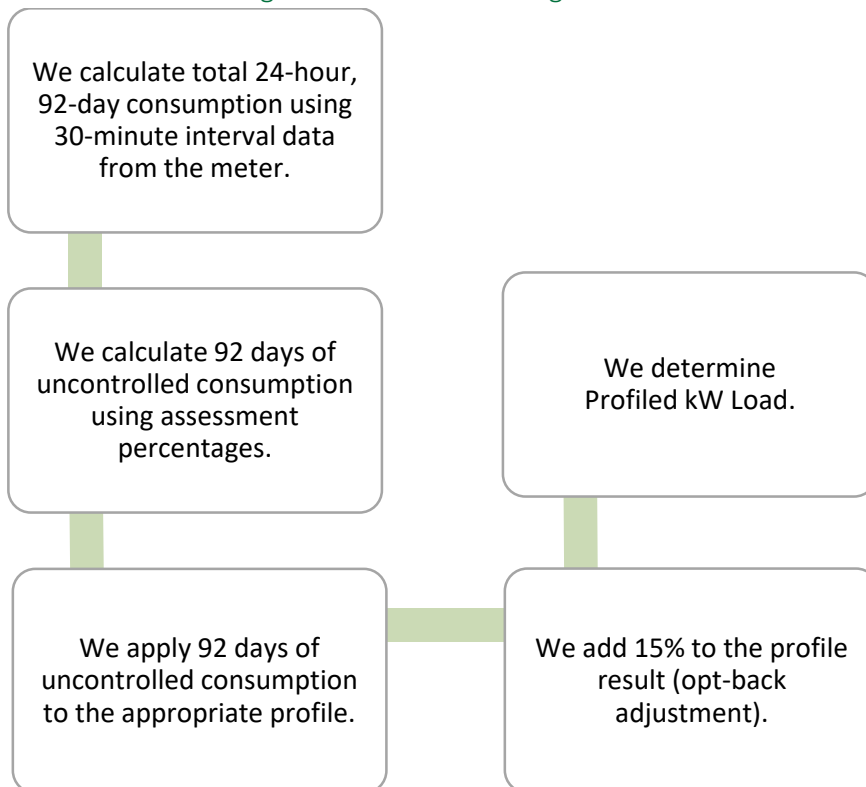 We calculate total 24-hour,
92-day consumption using
30-minute interval data
from the meter.
We calculate 92 days of
uncontrolled consumption
using assessment
percentages.
We apply 92 days of
uncontrolled consumption
to the appropriate profile.
We add 15% to the profile
result (opt-back
adjustment).
We determine
Profiled kW Load.